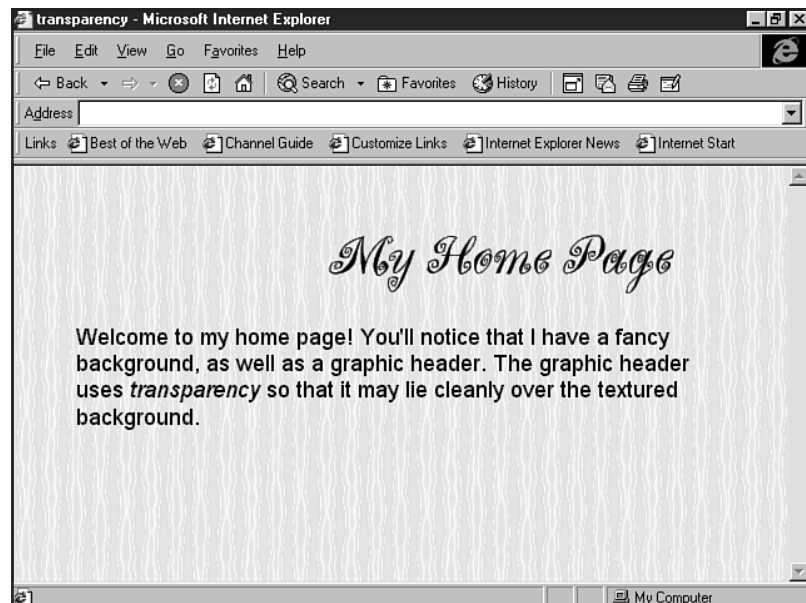 transparency - Microsoft Internet Explorer
File Edit View Go Favorites Help
Back Search Favorites History
Address
Links Best of the Web Channel Guide Customize Links Internet Explorer News Internet Start
My Home Page
Welcome to my home page! You'll notice that I have a fancy
background, as well as a graphic header. The graphic header
uses transparency so that it may lie cleanly over the textured
background.
My Computer